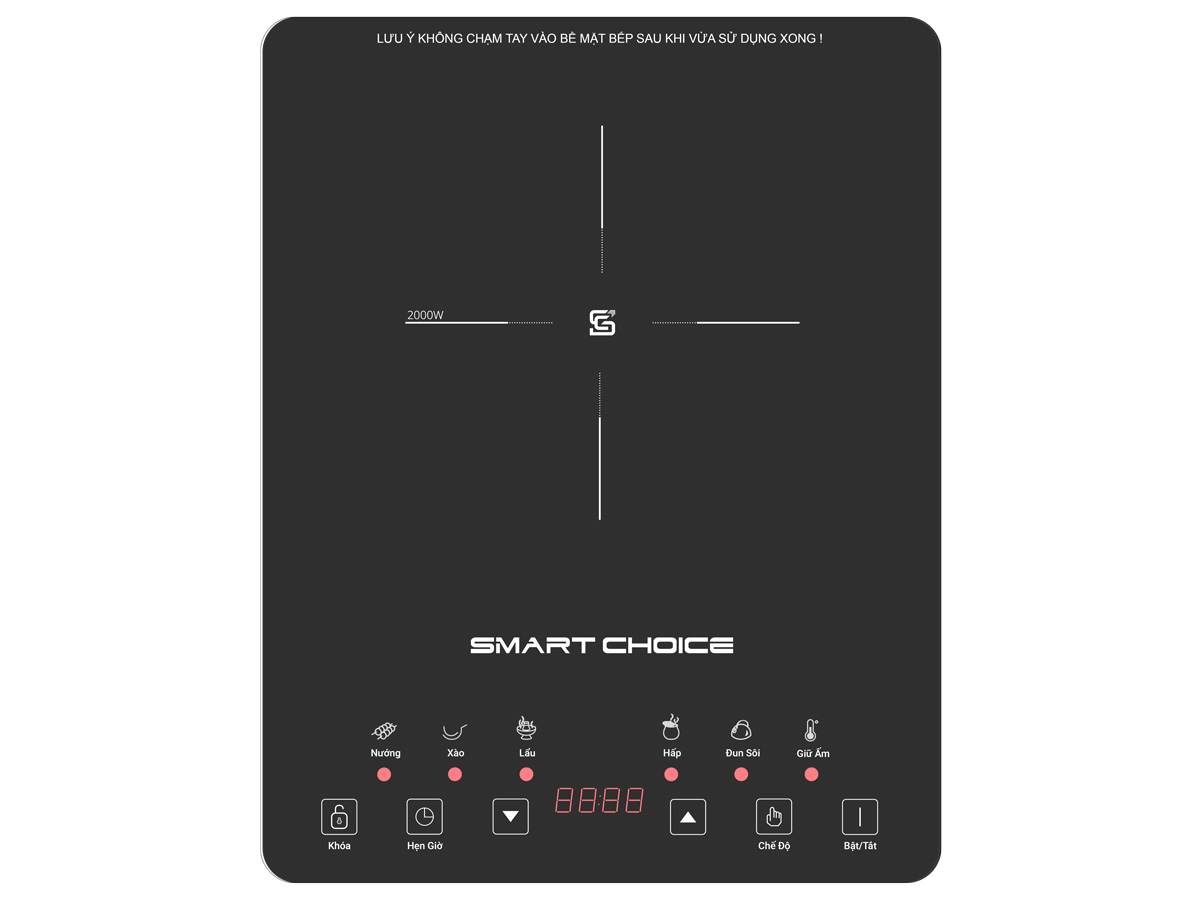 LƯU Ý KHÔNG CHẠM TAY VÀO BỀ MẶT BẾP SAU KHI VỪA SỬ DỤNG XONG !
2000W
SMART CHOICE
Nướng Xào Lẩu Hấp Đun Sôi Giữ Ấm
88:88
Khóa Hẹn Giờ Chế Độ Bật/Tắt